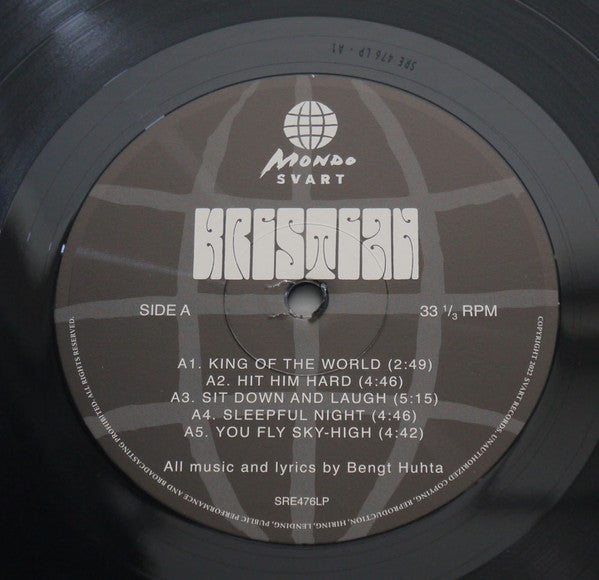 SRE 476 LP - A1
MONDO
SVART
KRISTIAN
SIDE A
33 1/3 RPM
A1. KING OF THE WORLD (2:49)
A2. HIT HIM HARD (4:46)
A3. SIT DOWN AND LAUGH (5:15)
A4. SLEEPFUL NIGHT (4:46)
A5. YOU FLY SKY-HIGH (4:42)
All music and lyrics by Bengt Huhta
SRE476LP
COPYRIGHT 2022 SVART RECORDS, UNAUTHORIZED COPYING, REPRODUCTION, HIRING, LENDING, PUBLIC PERFORMANCE AND BROADCASTING PROHIBITED. ALL RIGHTS RESERVED.